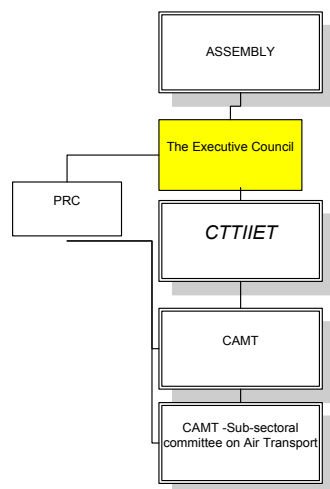 ASSEMBLY
The Executive Council
PRC
CTTIIET
CAMT
CAMT -Sub-sectoral
committee on Air Transport